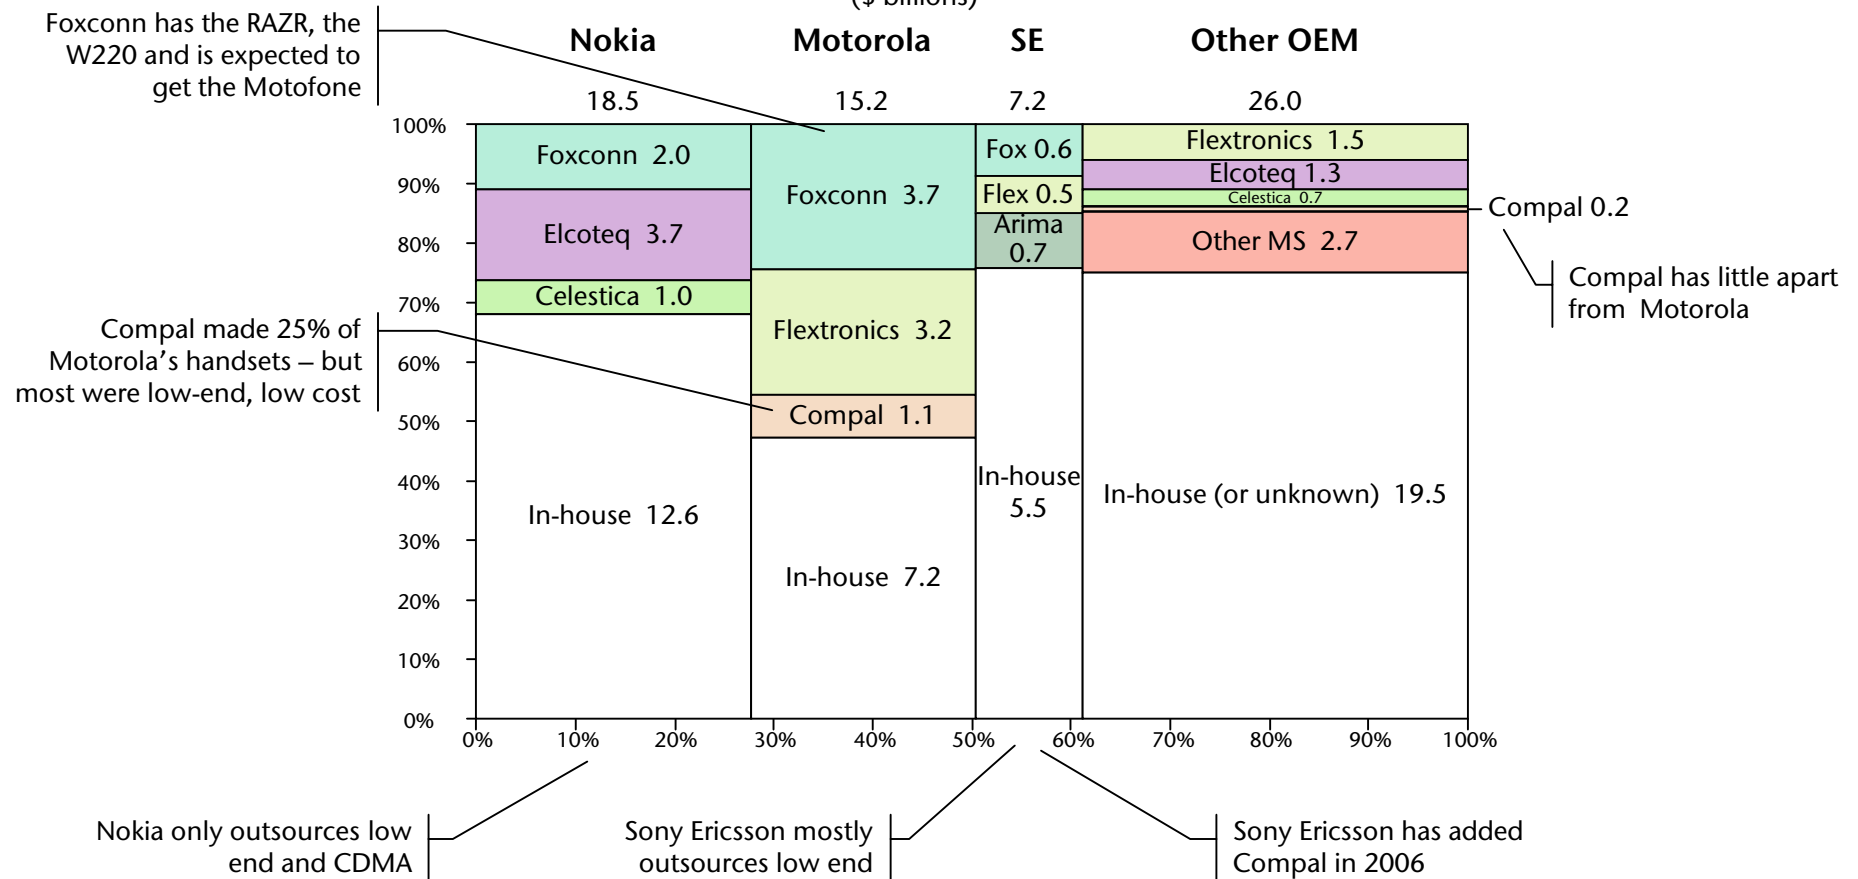 ($ billions)
Foxconn has the RAZR, the
W220 and is expected to
get the Motofone
Nokia
Motorola
SE
Other OEM
18.5
15.2
7.2
26.0
100%
90%
80%
70%
60%
50%
40%
30%
20%
10%
0%
Foxconn 2.0
Elcoteq 3.7
Celestica 1.0
In-house 12.6
Foxconn 3.7
Flextronics 3.2
Compal 1.1
In-house 7.2
Fox 0.6
Flex 0.5
Arima
0.7
In-house
5.5
Flextronics 1.5
Elcoteq 1.3
Celestica 0.7
Other MS 2.7
In-house (or unknown) 19.5
Compal 0.2
Compal has little apart
from Motorola
Compal made 25% of
Motorola’s handsets – but
most were low-end, low cost
0% 10% 20% 30% 40% 50% 60% 70% 80% 90% 100%
Nokia only outsources low
end and CDMA
Sony Ericsson mostly
outsources low end
Sony Ericsson has added
Compal in 2006